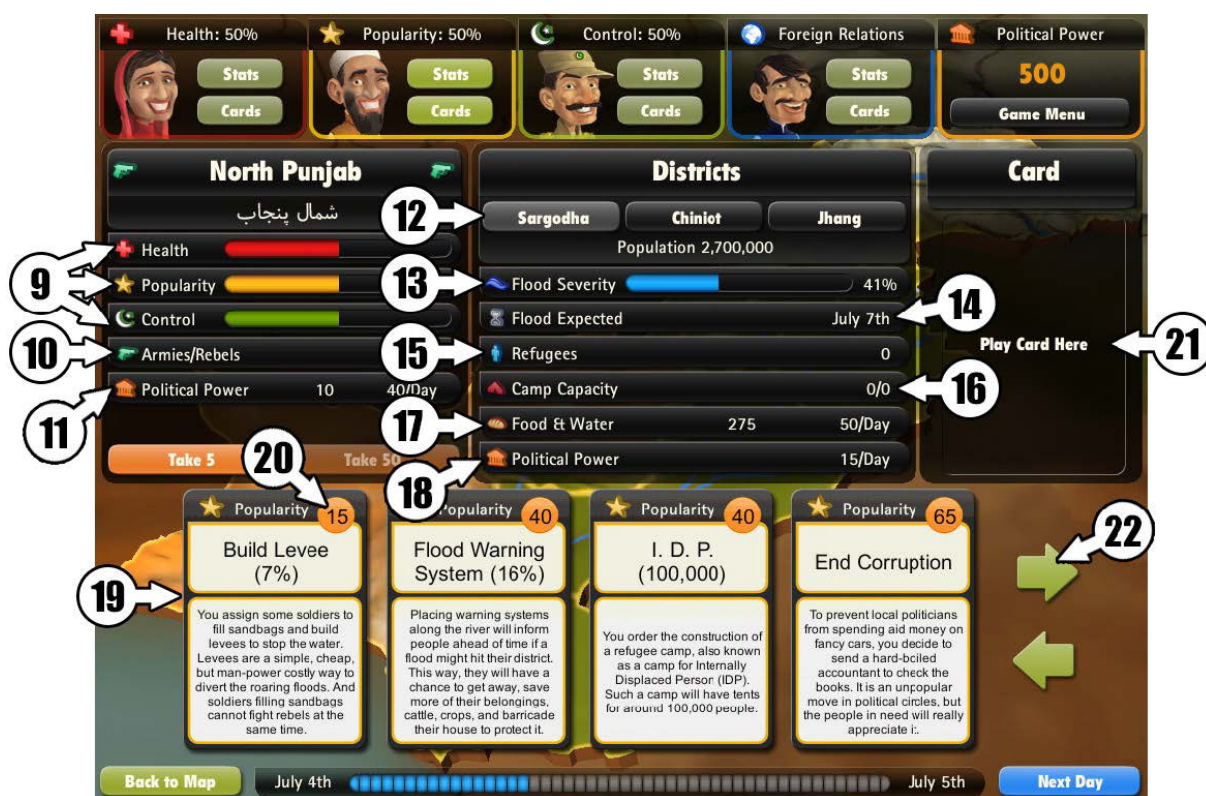 Health: 50%
Popularity: 50%
Control: 50%
Foreign Relations
Political Power
Stats
Stats
Stats
Stats
500
Cards
Cards
Cards
Cards
Game Menu
North Punjab
شمال پنجاب
9
Health
Popularity
Control
10
Armies/Rebels
11
Political Power 10 40/Day
Take 5
Take 50
Districts
12
Sargodha
Chiniot
Jhang
Population 2,700,000
13
Flood Severity 41%
Flood Expected July 7th
14
15
Refugees 0
Camp Capacity 0/0
16
17
Food & Water 275 50/Day
18
Political Power 15/Day
Card
Play Card Here
21
20
19
Popularity 15
Build Levee
(7%)
You assign some soldiers to
fill sandbags and build
levees to stop the water.
Levees are a simple, cheap,
but man-power costly way to
divert the roaring floods. And
soldiers filling sandbags
cannot fight rebels at the
same time.
Popularity 40
Flood Warning
System (16%)
Placing warning systems
along the river will inform
people ahead of time if a
flood might hit their district.
This way, they will have a
chance to get away, save
more of their belongings,
cattle, crops, and barricade
their house to protect it.
Popularity 40
I. D. P.
(100,000)
You order the construction of
a refugee camp, also known
as a camp for Internally
Displaced Person (IDP).
Such a camp will have tents
for around 100,000 people.
Popularity 65
End Corruption
To prevent local politicians
from spending aid money on
fancy cars, you decide to
send a hard-boiled
accountant to check the
books. It is an unpopular
move in political circles, but
the people in need will really
appreciate it.
22
Back to Map
July 4th
July 5th
Next Day